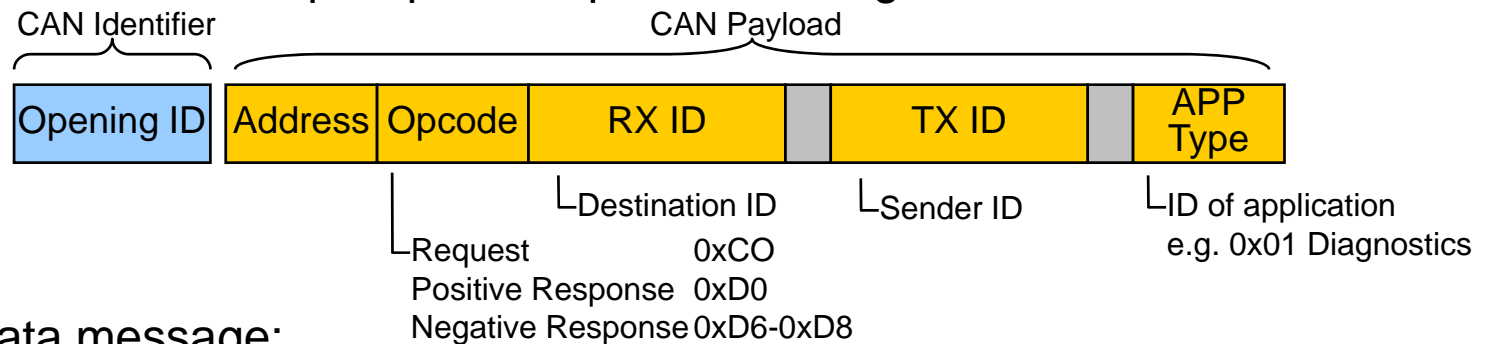 CAN Identifier
CAN Payload
Opening ID
Address
Opcode
RX ID
TX ID
APP
Type
Destination ID
Sender ID
ID of application
e.g. 0x01 Diagnostics
Request 0xCO
Positive Response 0xD0
Negative Response 0xD6-0xD8
message: